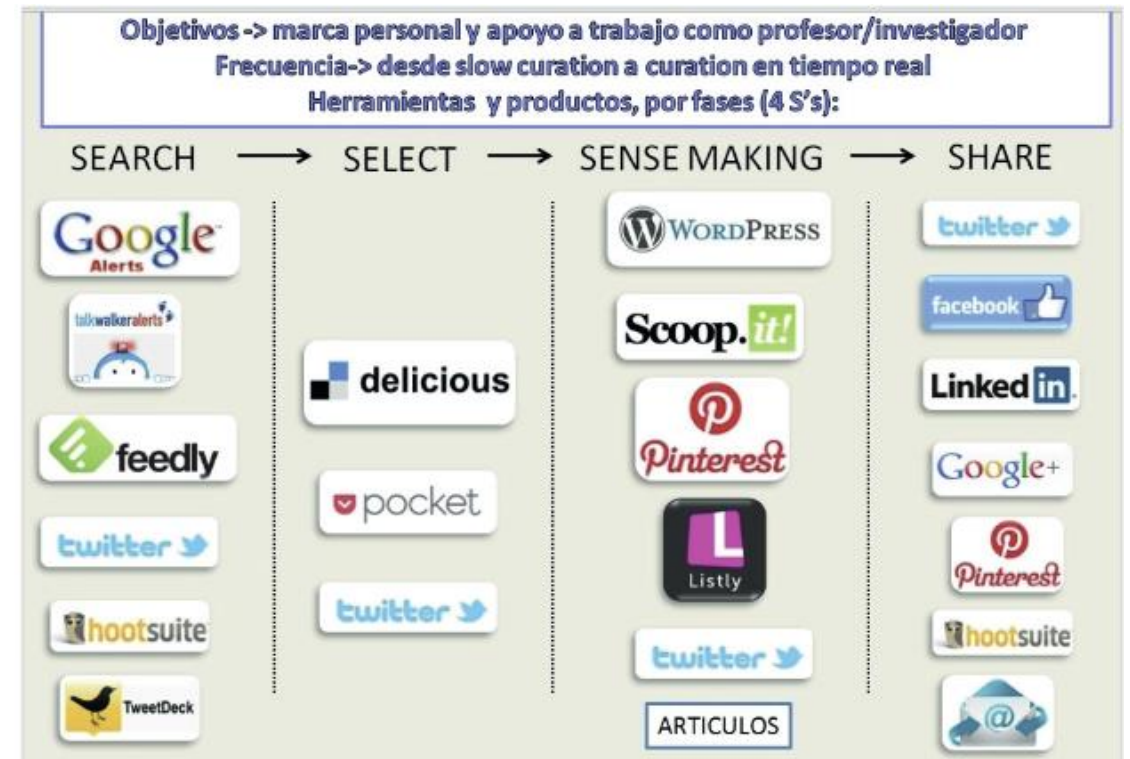 Objetivos -> marca personal y apoyo a trabajo como profesor/investigador
Frecuencia-> desde slow curation a curation en tiempo real
Herramientas y productos, por fases (4 S's):
SEARCH → SELECT → SENSE MAKING → SHARE
Google
Alerts
talkwalkeralerts
feedly
twitter
hootsuite
TweetDeck
delicious
pocket
twitter
WORDPRESS
Scoop.it!
Pinterest
L
Listly
twitter
ARTICULOS
twitter
facebook
Linked in
Google+
Pinterest
hootsuite
@